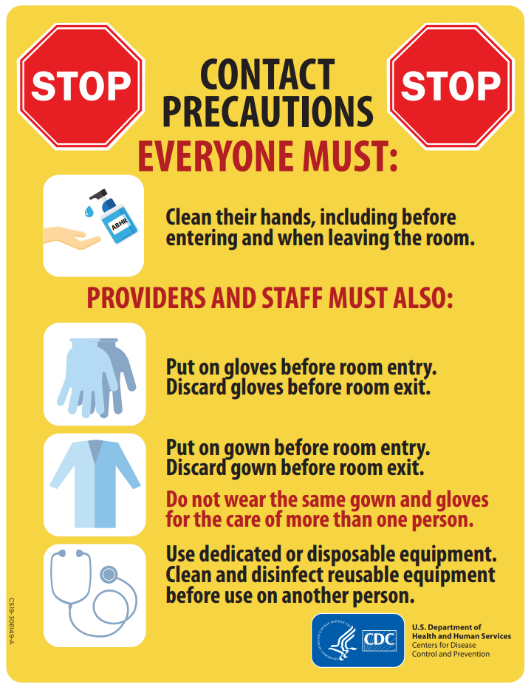 STOP
STOP
CONTACT
PRECAUTIONS
EVERYONE MUST:
ABHR
Clean their hands, including before
entering and when leaving the room.
PROVIDERS AND STAFF MUST ALSO:
Put on gloves before room entry.
Discard gloves before room exit.
Put on gown before room entry.
Discard gown before room exit.
Do not wear the same gown and gloves
for the care of more than one person.
Use dedicated or disposable equipment.
Clean and disinfect reusable equipment
before use on another person.
CDC
U.S. Department of
Health and Human Services
Centers for Disease
Control and Prevention